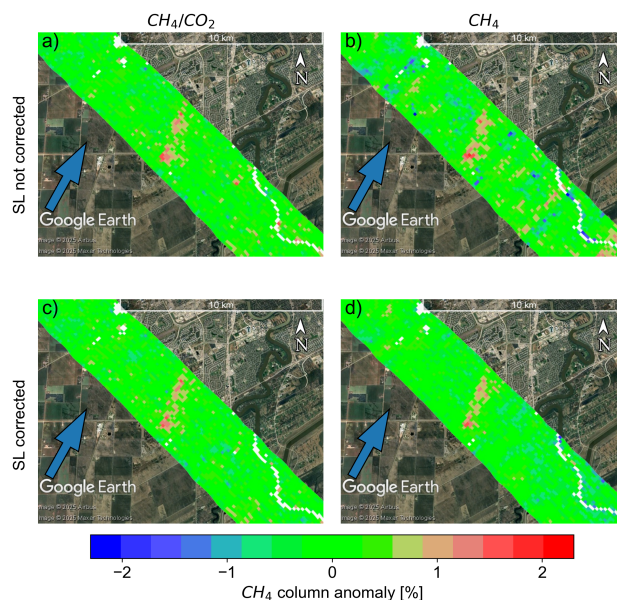 CH₄/CO₂
CH₄
SL not corrected
a)
10 km
N
Google Earth
Image © 2025 Airbus
Image © 2025 Maxar Technologies
b)
10 km
N
Google Earth
Image © 2025 Airbus
Image © 2025 Maxar Technologies
SL corrected
c)
10 km
N
Google Earth
Image © 2025 Airbus
Image © 2025 Maxar Technologies
d)
10 km
N
Google Earth
Image © 2025 Airbus
Image © 2025 Maxar Technologies
−2 −1 0 1 2
CH₄ column anomaly [%]